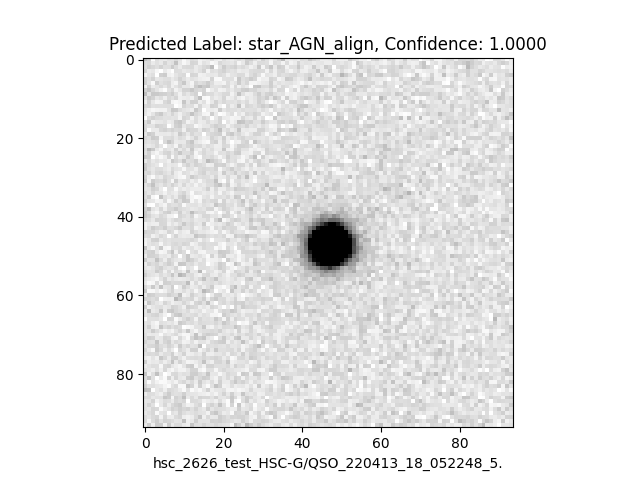 Predicted Label: star_AGN_align, Confidence: 1.0000
0
20
40
60
80
0 20 40 60 80
hsc_2626_test_HSC-G/QSO_220413_18_052248_5.